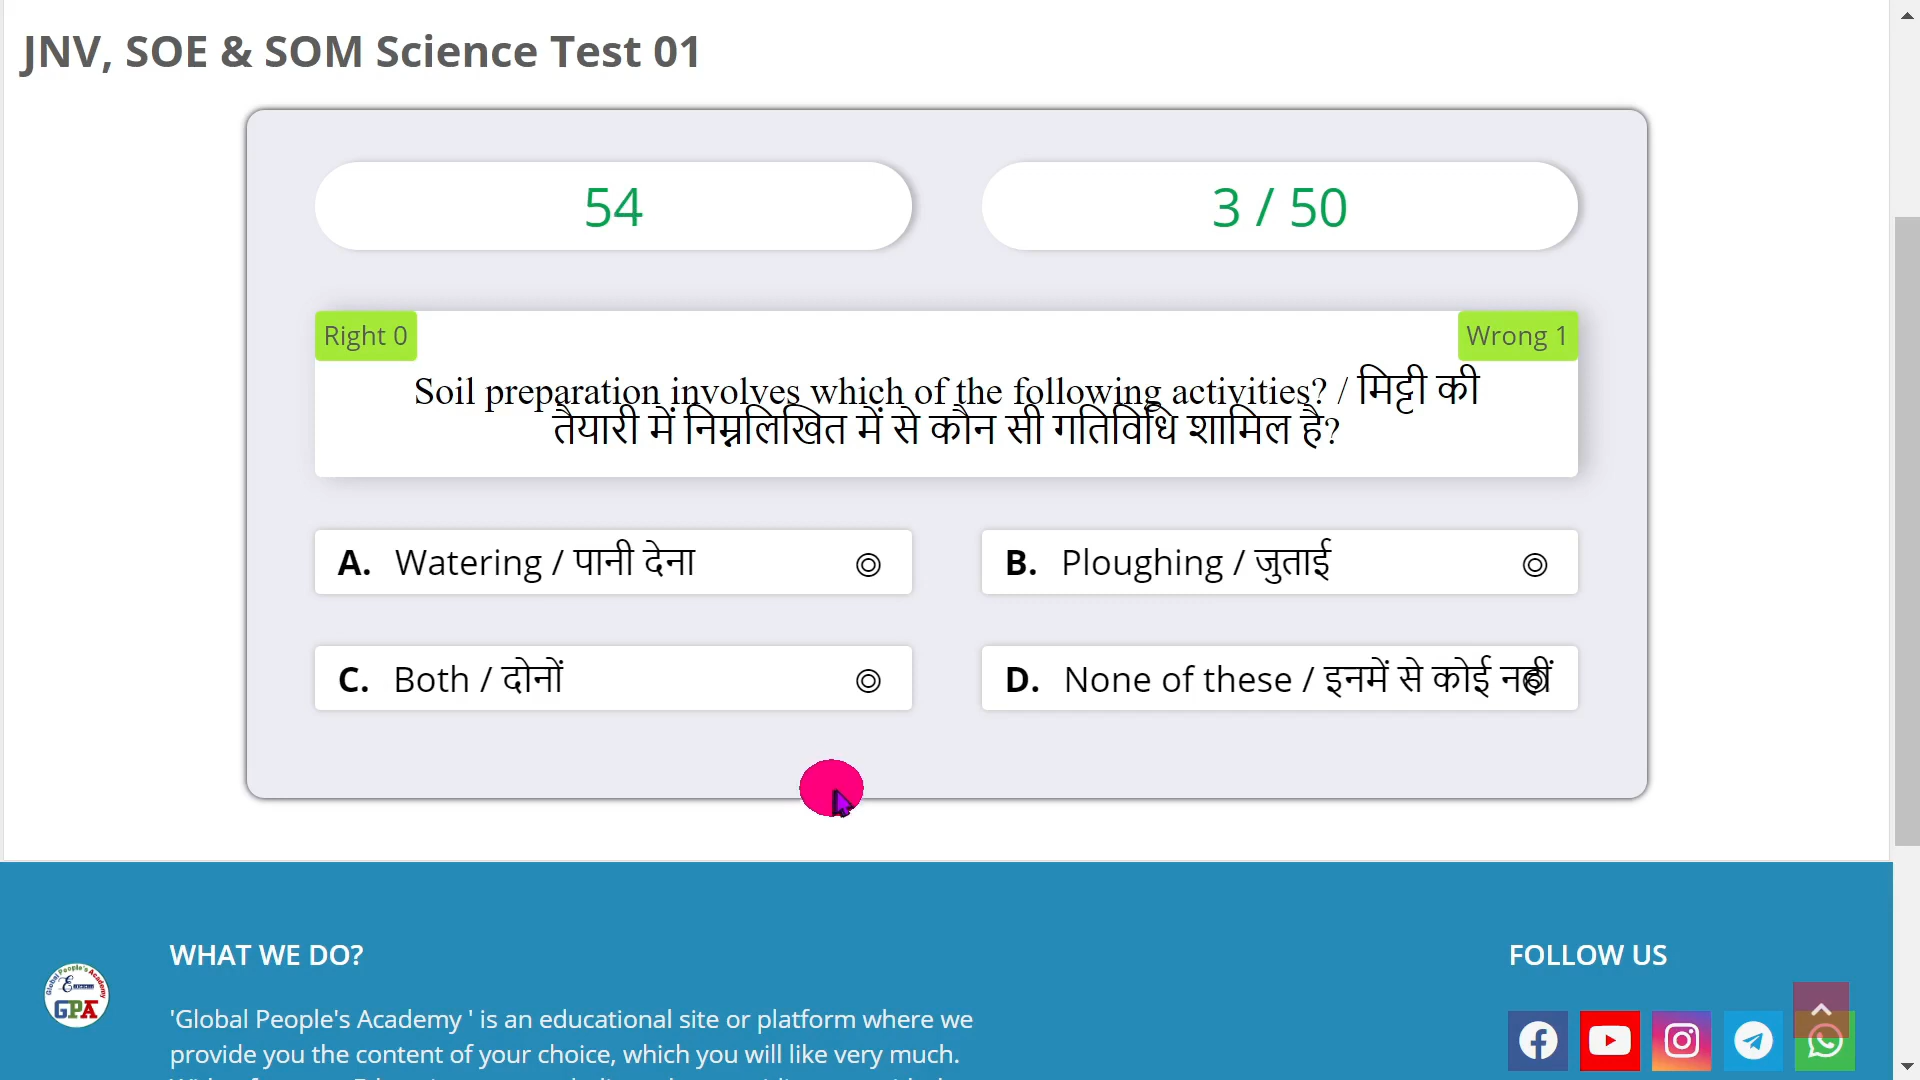 JNV, SOE & SOM Science Test 01
54
3 / 50
Right 0
Wrong 1
Soil preparation involves which of the following activities? / मिट्टी की
तैयारी में निम्नलिखित में से कौन सी गतिविधि शामिल है?
A. Watering / पानी देना
B. Ploughing / जुताई
C. Both / दोनों
D. None of these / इनमें से कोई नहीं
WHAT WE DO?
FOLLOW US
Global People's Academy
GPA
'Global People's Academy ' is an educational site or platform where we
provide you the content of your choice, which you will like very much.